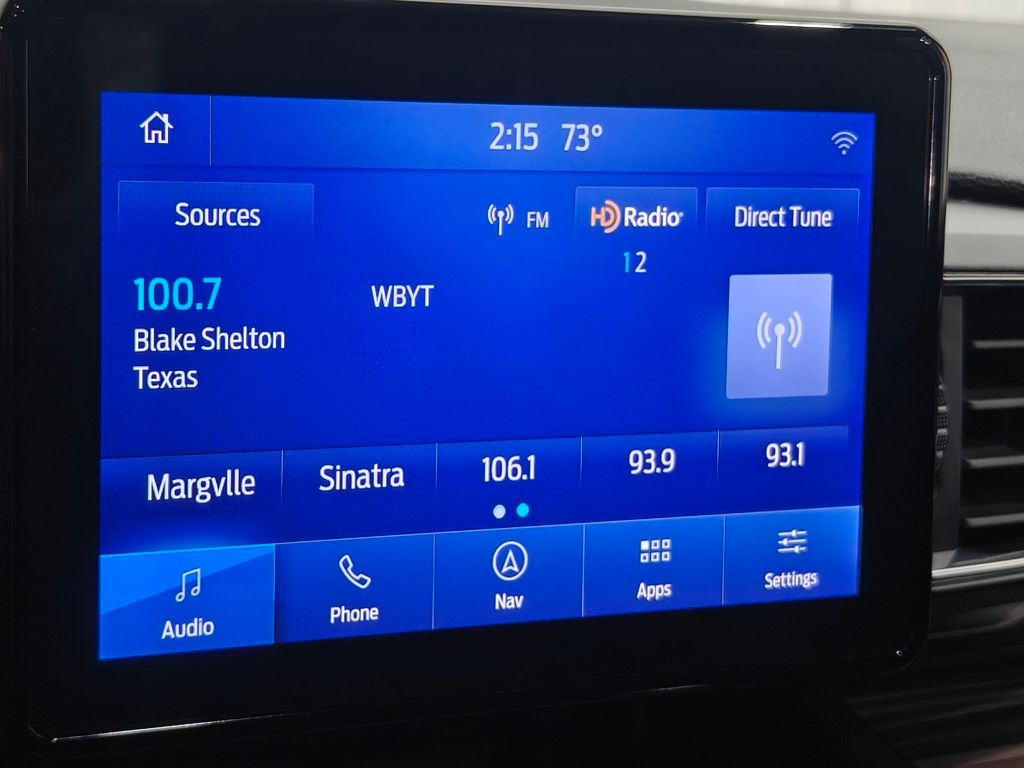 2:15 73°
Sources FM HD Radio Direct Tune
1 2
100.7 WBYT
Blake Shelton
Texas
Margvlle Sinatra 106.1 93.9 93.1
Audio Phone Nav Apps Settings